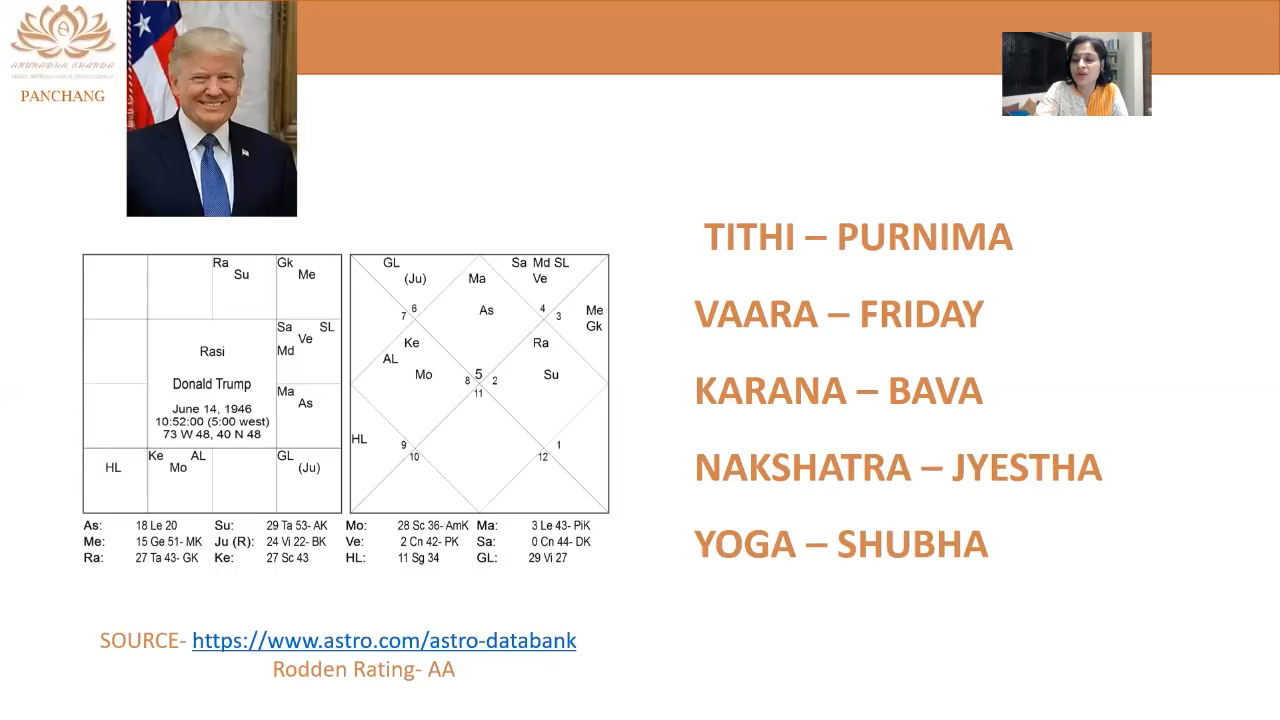 ANURADHA SHARDA
PANCHANG
TITHI – PURNIMA
VAARA – FRIDAY
KARANA – BAVA
NAKSHATRA – JYESTHA
YOGA – SHUBHA
Ra Su
Gk Me
Sa Ve SL
Md
Ma As
HL
Ke Mo AL
GL (Ju)
Rasi
Donald Trump
June 14, 1946
10:52:00 (5:00 west)
73 W 48, 40 N 48
GL (Ju)
Ma
As
Sa Md SL
Ve
6
7
4
3
Me
Gk
Ke
AL
Mo
Ra
Su
5
8
2
11
HL
9
10
1
12
As: 18 Le 20 Su: 29 Ta 53- AK Mo: 28 Sc 36- AmK Ma: 3 Le 43- PiK
Me: 15 Ge 51- MK Ju (R): 24 Vi 22- BK Ve: 2 Cn 42- PK Sa: 0 Cn 44- DK
Ra: 27 Ta 43- GK Ke: 27 Sc 43 HL: 11 Sg 34 GL: 29 Vi 27
SOURCE- https://www.astro.com/astro-databank
Rodden Rating- AA